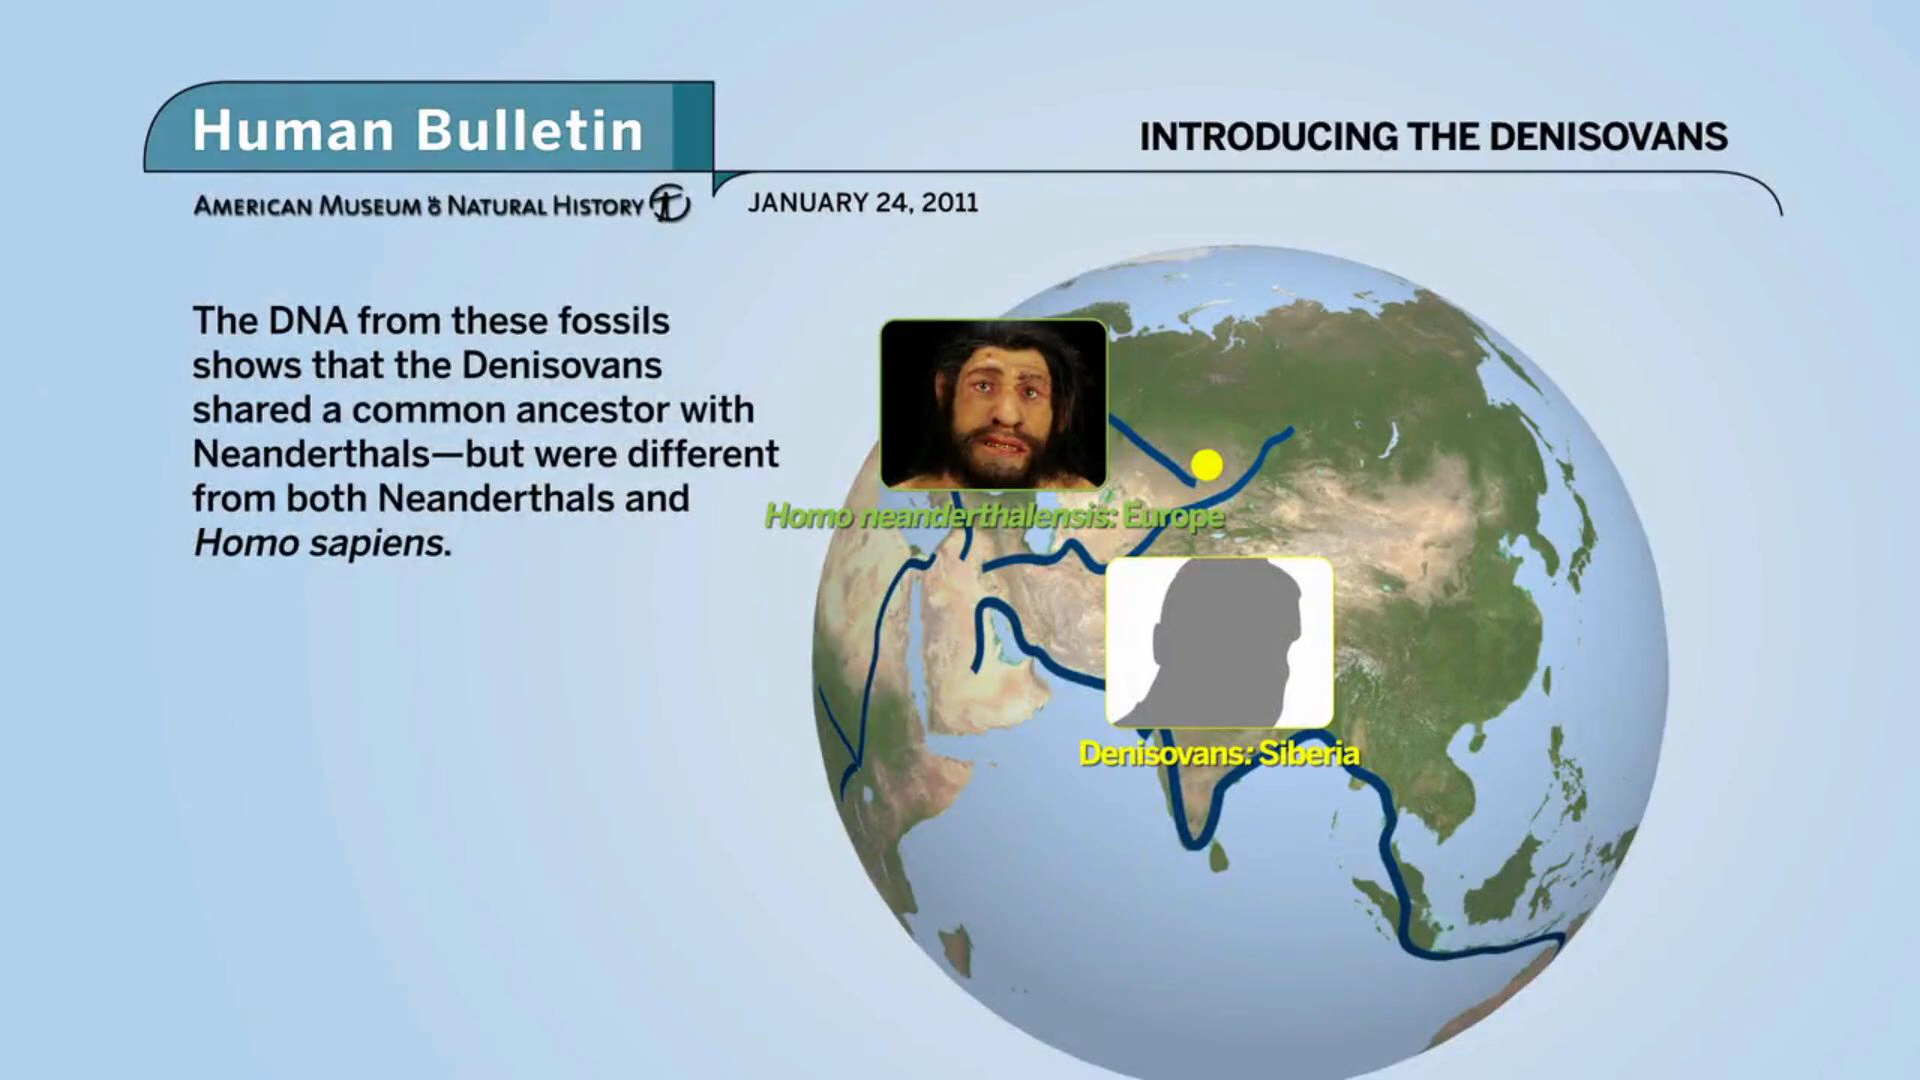 Human Bulletin
INTRODUCING THE DENISOVANS
AMERICAN MUSEUM OF NATURAL HISTORY
JANUARY 24, 2011
The DNA from these fossils
shows that the Denisovans
shared a common ancestor with
Neanderthals—but were different
from both Neanderthals and
Homo sapiens.
Homo neanderthalensis: Europe
Denisovans: Siberia